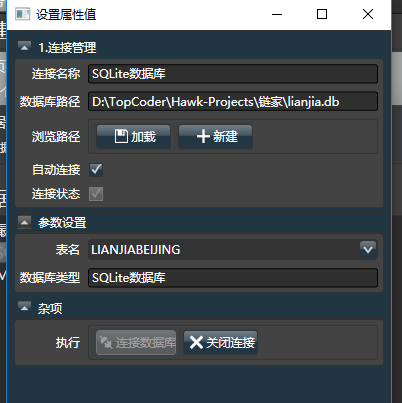 设置属性值
1.连接管理
连接名称 SQLite数据库
数据库路径 D:\TopCoder\Hawk-Projects\链家\lianjia.db
浏览路径 加载 新建
自动连接
连接状态
参数设置
表名 LIANJIABEIJING
数据库类型 SQLite数据库
杂项
执行 连接数据库 关闭连接